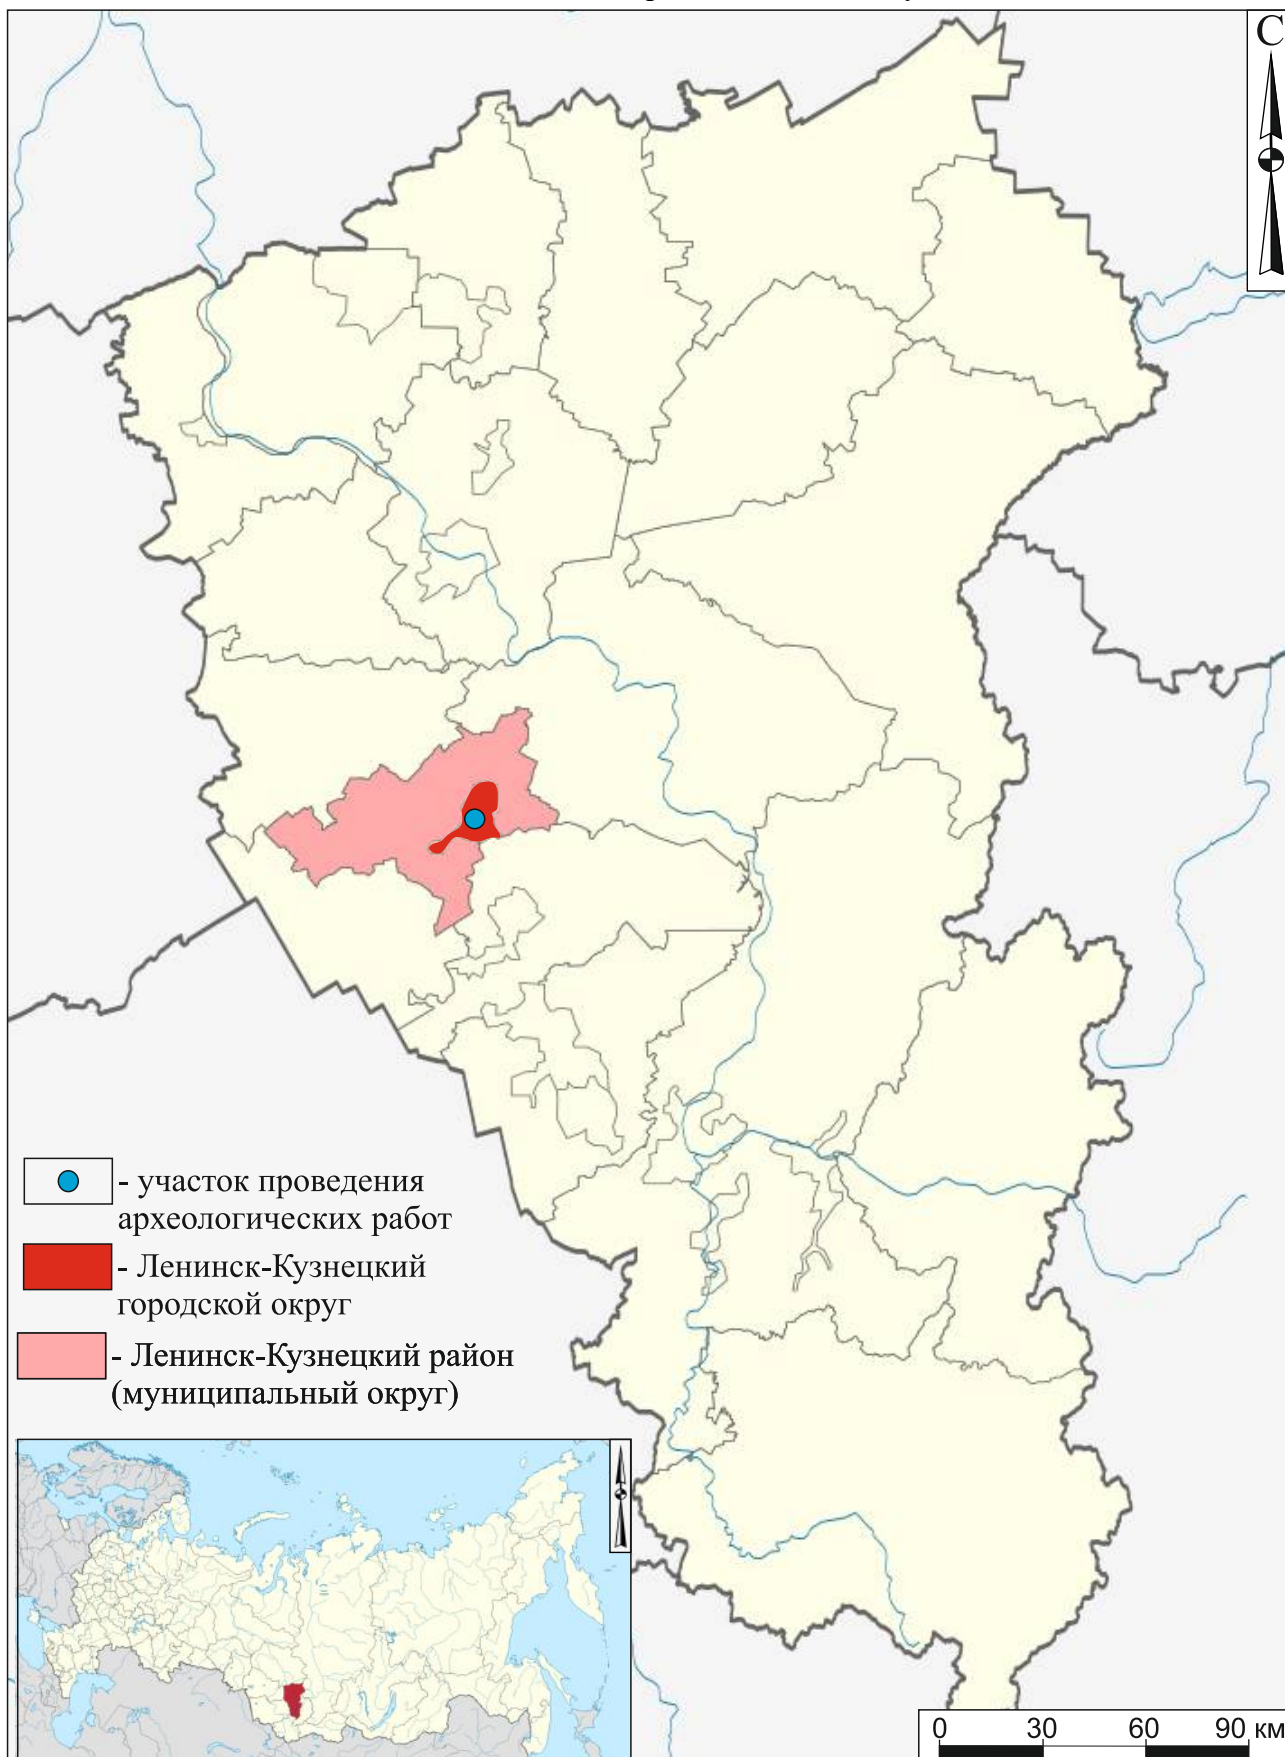 С
- участок проведения
археологических работ
- Ленинск-Кузнецкий
городской округ
- Ленинск-Кузнецкий район
(муниципальный округ)
0 30 60 90 км